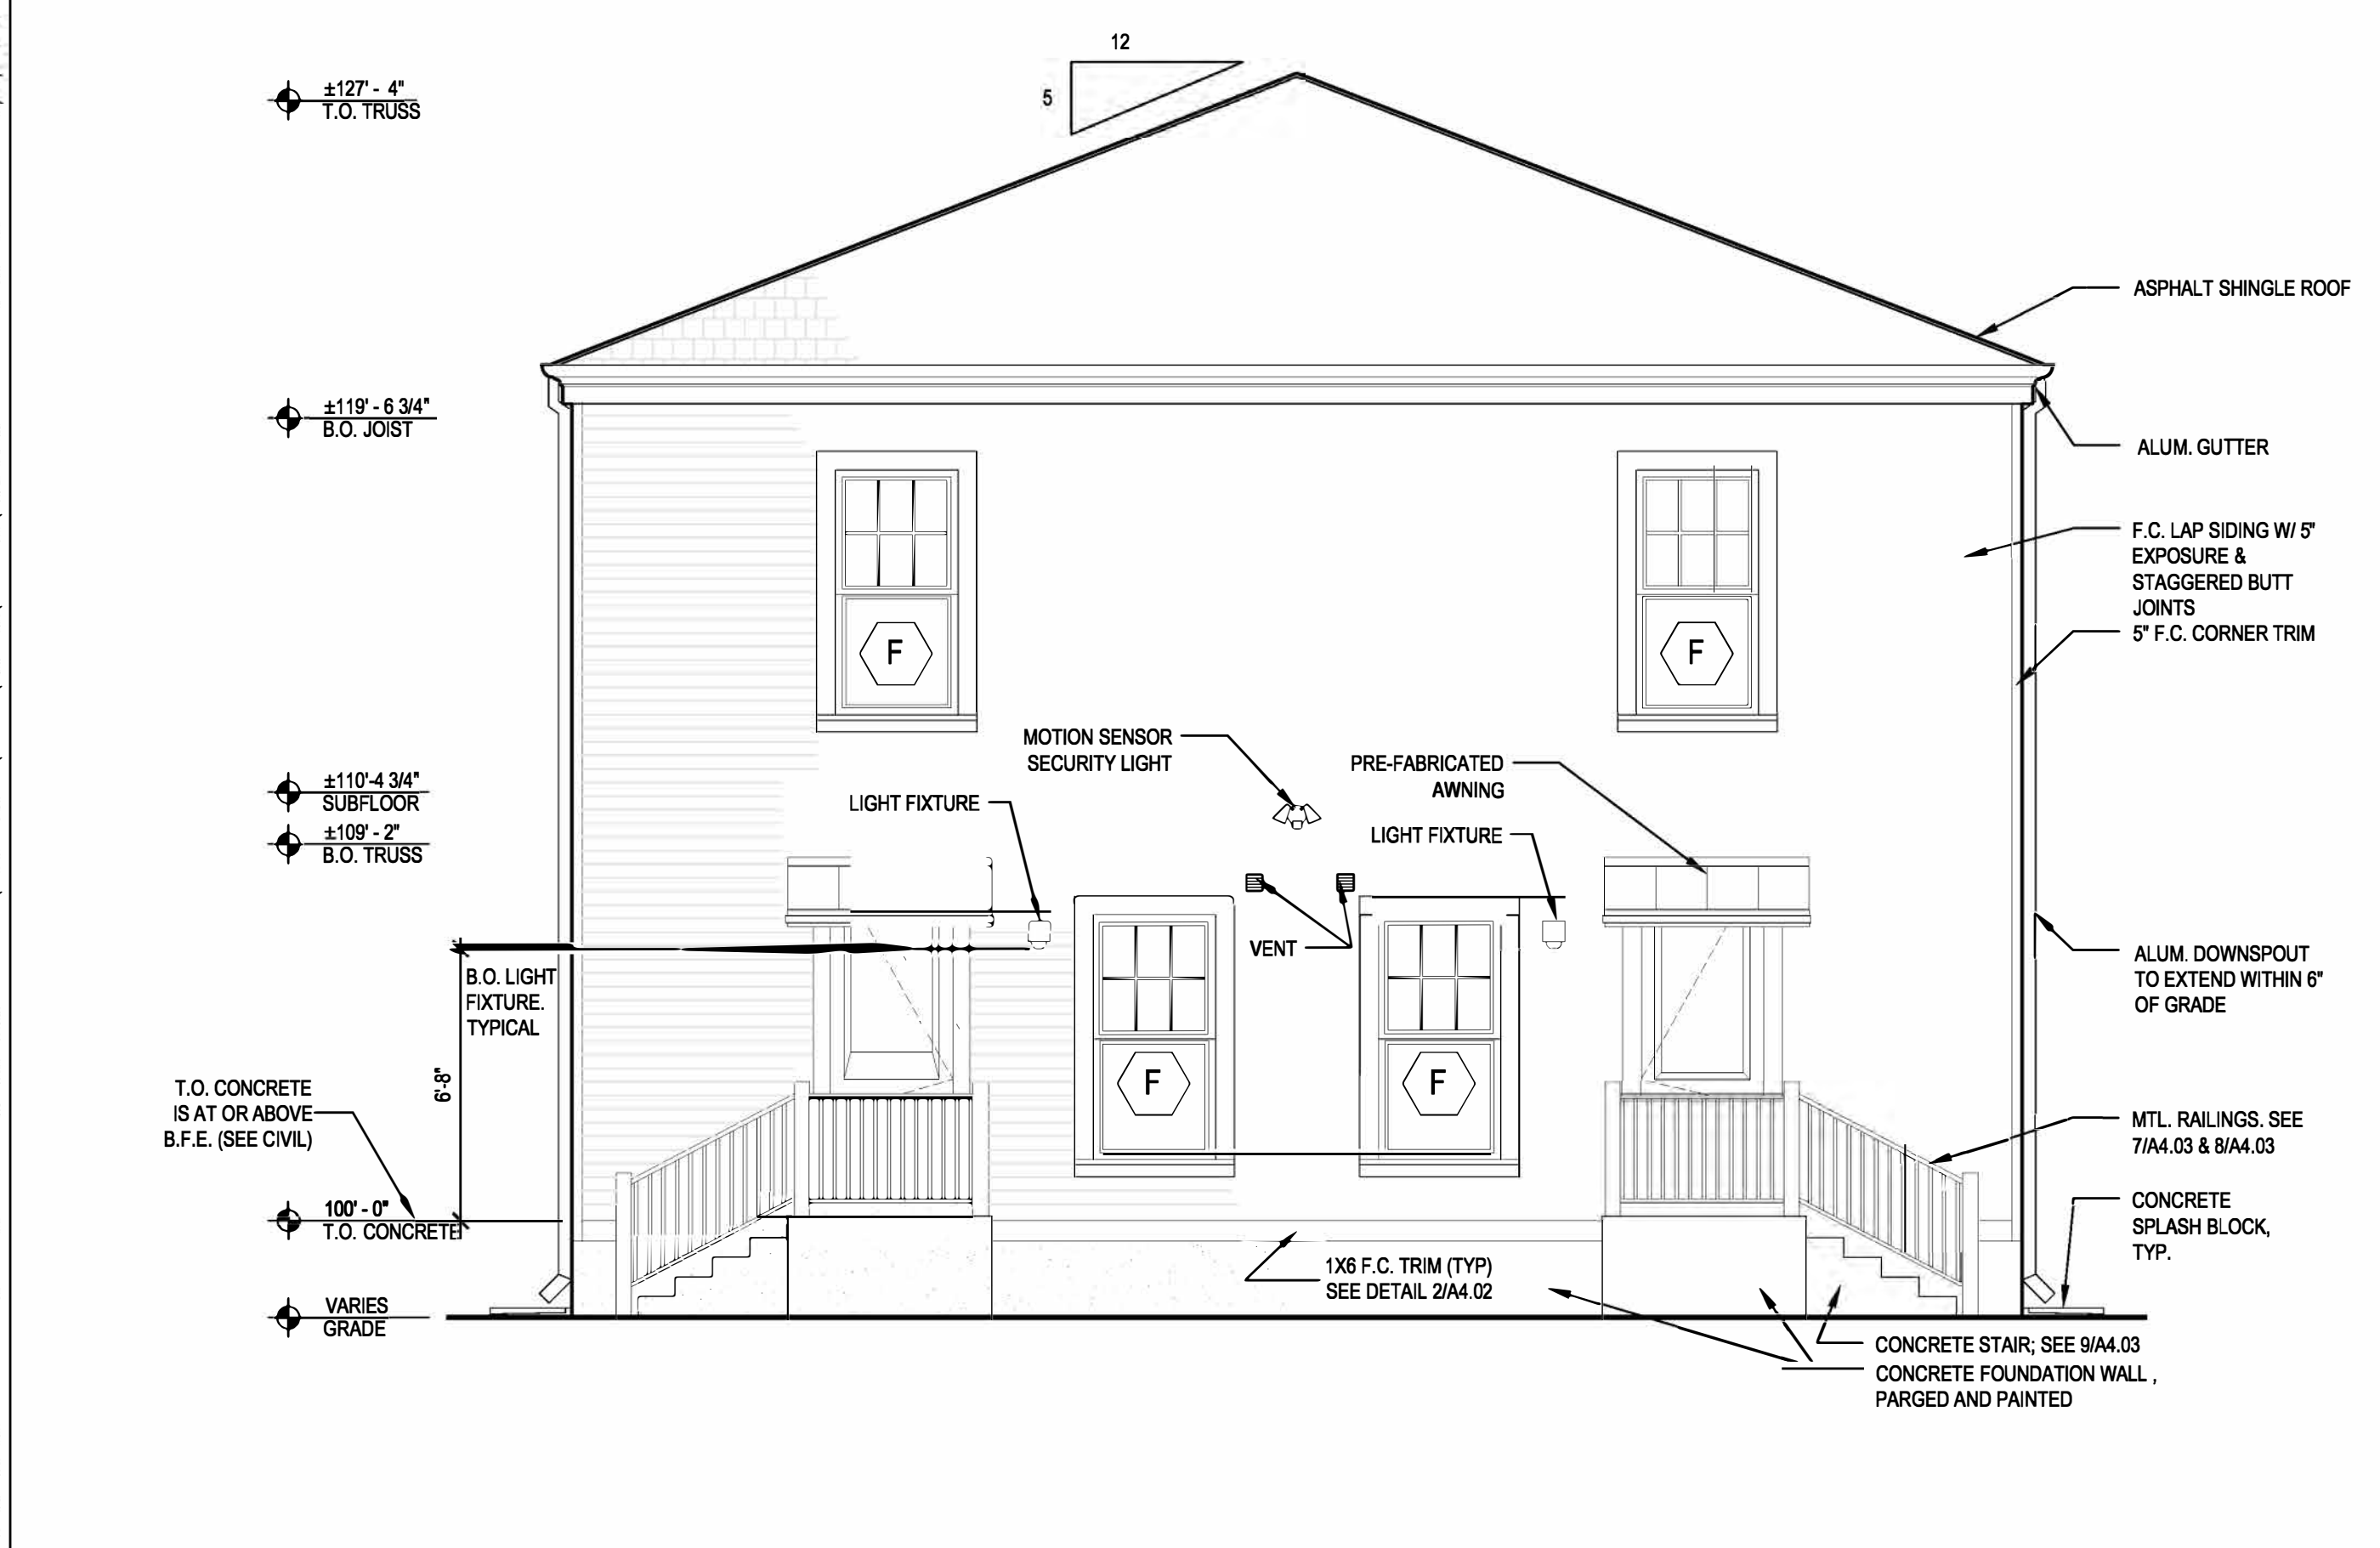 12
5
±127' - 4"
T.O. TRUSS
ASPHALT SHINGLE ROOF
±119' - 6 3/4"
B.O. JOIST
ALUM. GUTTER
F.C. LAP SIDING W/ 5"
EXPOSURE &
STAGGERED BUTT
JOINTS
5" F.C. CORNER TRIM
F
F
MOTION SENSOR
SECURITY LIGHT
PRE-FABRICATED
AWNING
±110'-4 3/4"
SUBFLOOR
LIGHT FIXTURE
±109' - 2"
B.O. TRUSS
LIGHT FIXTURE
VENT
B.O. LIGHT
FIXTURE.
TYPICAL
ALUM. DOWNSPOUT
TO EXTEND WITHIN 6"
OF GRADE
6'-8"
F
F
T.O. CONCRETE
IS AT OR ABOVE
B.F.E. (SEE CIVIL)
MTL. RAILINGS. SEE
7/A4.03 & 8/A4.03
100' - 0"
T.O. CONCRETE
CONCRETE
SPLASH BLOCK,
TYP.
1X6 F.C. TRIM (TYP)
SEE DETAIL 2/A4.02
VARIES
GRADE
CONCRETE STAIR; SEE 9/A4.03
CONCRETE FOUNDATION WALL ,
PARGED AND PAINTED